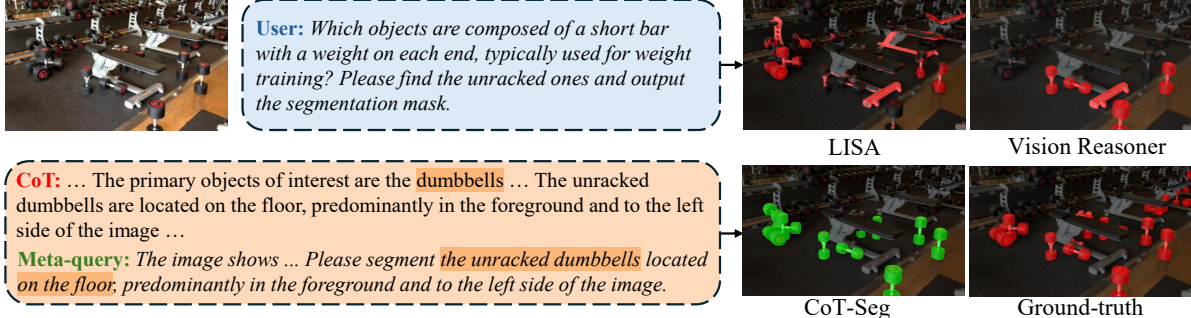 User: Which objects are composed of a short bar
with a weight on each end, typically used for weight
training? Please find the unracked ones and output
the segmentation mask.
LISA
Vision Reasoner
CoT: … The primary objects of interest are the dumbbells … The unracked
dumbbells are located on the floor, predominantly in the foreground and to the left
side of the image …
Meta-query: The image shows ... Please segment the unracked dumbbells located
on the floor, predominantly in the foreground and to the left side of the image.
CoT-Seg
Ground-truth